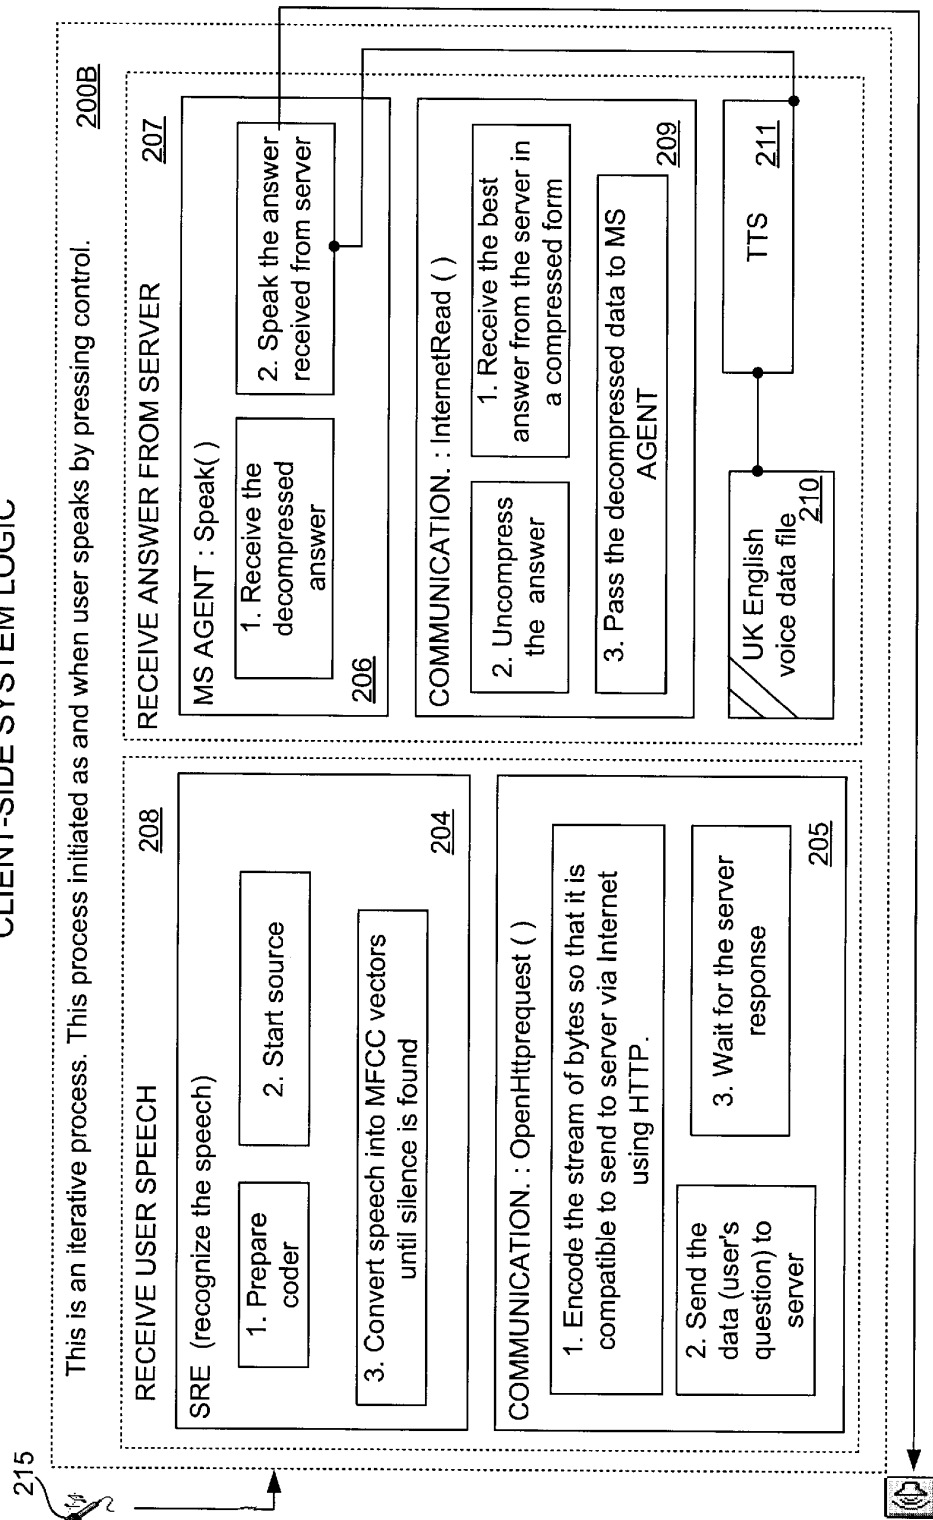 CLIENT-SIDE SYSTEM LOGIC
215
This is an iterative process. This process initiated as and when user speaks by pressing control.
200B
RECEIVE USER SPEECH
208
SRE (recognize the speech)
1. Prepare
coder
2. Start source
3. Convert speech into MFCC vectors
until silence is found
204
COMMUNICATION. : OpenHttprequest ( )
1. Encode the stream of bytes so that it is
compatible to send to server via Internet
using HTTP.
2. Send the
data (user's
question) to
server
3. Wait for the server
response
205
RECEIVE ANSWER FROM SERVER
207
MS AGENT : Speak( )
1. Receive the
decompressed
answer
2. Speak the answer
received from server
206
COMMUNICATION. : InternetRead ( )
2. Uncompress
the answer
1. Receive the best
answer from the server in
a compressed form
3. Pass the decompressed data to MS
AGENT
209
UK English
voice data file
210
TTS
211